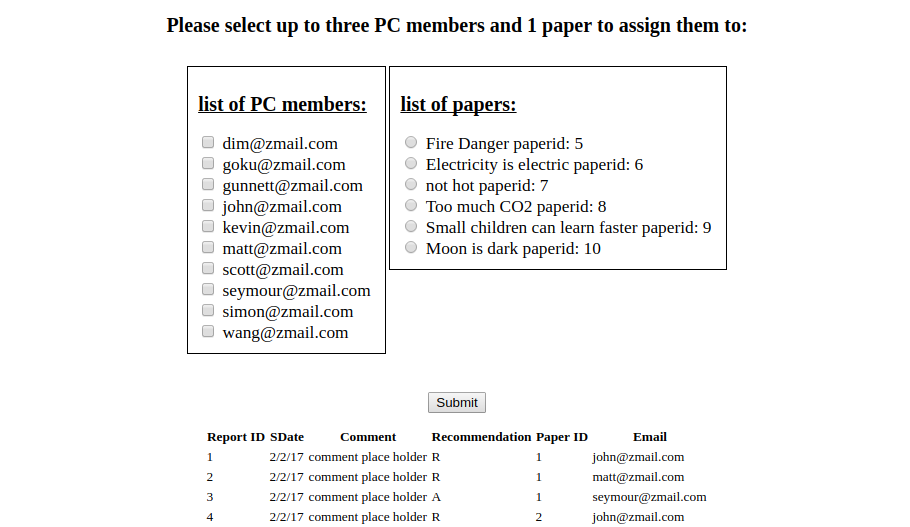 Please select up to three PC members and 1 paper to assign them to:
list of PC members:
dim@zmail.com
goku@zmail.com
gunnett@zmail.com
john@zmail.com
kevin@zmail.com
matt@zmail.com
scott@zmail.com
seymour@zmail.com
simon@zmail.com
wang@zmail.com
list of papers:
Fire Danger paperid: 5
Electricity is electric paperid: 6
not hot paperid: 7
Too much CO2 paperid: 8
Small children can learn faster paperid: 9
Moon is dark paperid: 10
Submit
Report ID SDate Comment Recommendation Paper ID Email
1 2/2/17 comment place holder R 1 john@zmail.com
2 2/2/17 comment place holder R 1 matt@zmail.com
3 2/2/17 comment place holder A 1 seymour@zmail.com
4 2/2/17 comment place holder R 2 john@zmail.com